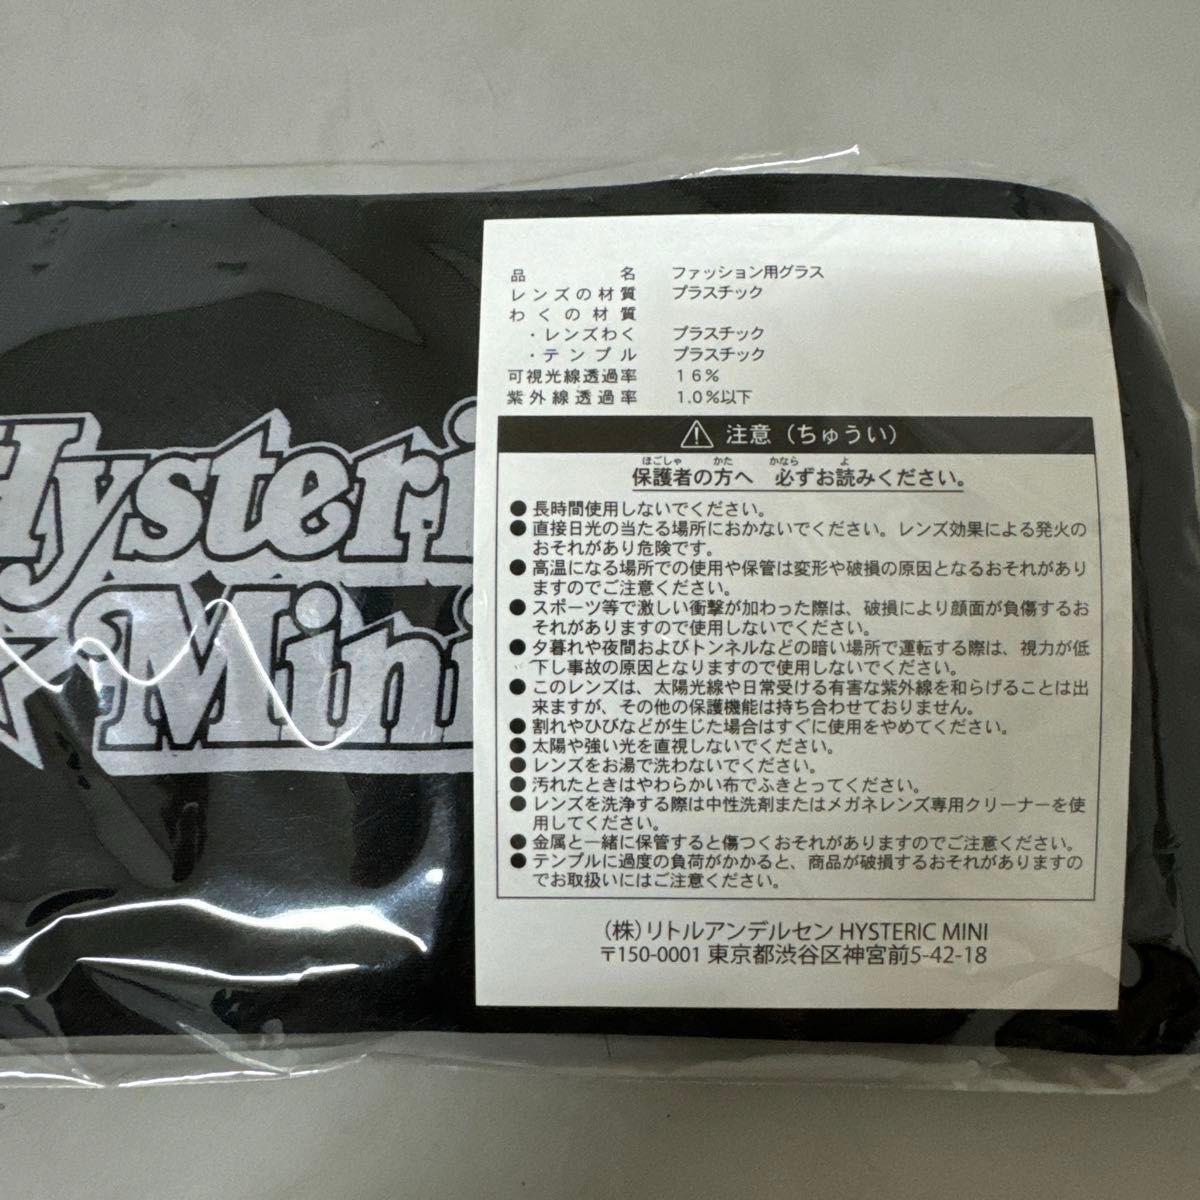 Hysteri
Mini
品名 ファッション用グラス
レンズの材質 プラスチック
わくの材質
・レンズわく プラスチック
・テンプル プラスチック
可視光線透過率 16%
紫外線透過率 1.0%以下
⚠ 注意（ちゅうい）
ほごしゃ かた かなら よ
保護者の方へ 必ずお読みください。
●長時間使用しないでください。
●直接日光の当たる場所におかないでください。レンズ効果による発火の
おそれがあり危険です。
●高温になる場所での使用や保管は変形や破損の原因となるおそれがあり
ますのでご注意ください。
●スポーツ等で激しい衝撃が加わった際は、破損により顔面が負傷するお
それがありますので使用しないでください。
●夕暮れや夜間およびトンネルなどの暗い場所で運転する際は、視力が低
下し事故の原因となりますので使用しないでください。
●このレンズは、太陽光線や日常受ける有害な紫外線を和らげることは出
来ますが、その他の保護機能は持ち合わせておりません。
●割れやひびなどが生じた場合はすぐに使用をやめてください。
●太陽や強い光を直視しないでください。
●レンズをお湯で洗わないでください。
●汚れたときはやわらかい布でふきとってください。
●レンズを洗浄する際は中性洗剤またはメガネレンズ専用クリーナーを使
用してください。
●金属と一緒に保管すると傷つくおそれがありますのでご注意ください。
●テンプルに過度の負荷がかかると、商品が破損するおそれがありますの
でお取扱いにはご注意ください。
（株）リトルアンデルセン HYSTERIC MINI
〒150-0001 東京都渋谷区神宮前5-42-18